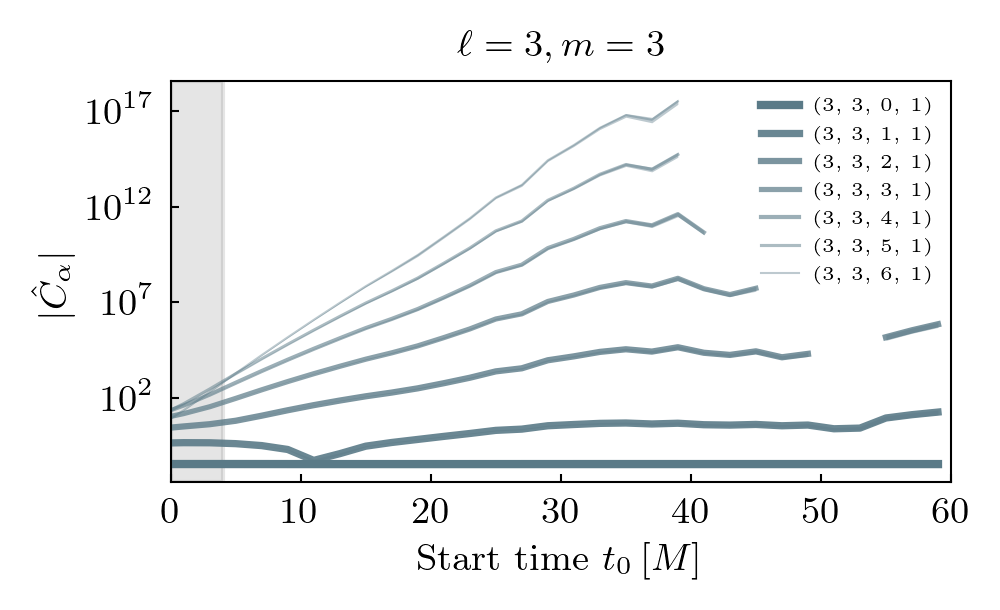 ℓ = 3, m = 3
|Ĉ_α|
10^17
10^12
10^7
10^2
(3, 3, 0, 1)
(3, 3, 1, 1)
(3, 3, 2, 1)
(3, 3, 3, 1)
(3, 3, 4, 1)
(3, 3, 5, 1)
(3, 3, 6, 1)
0 10 20 30 40 50 60
Start time t_0 [M]